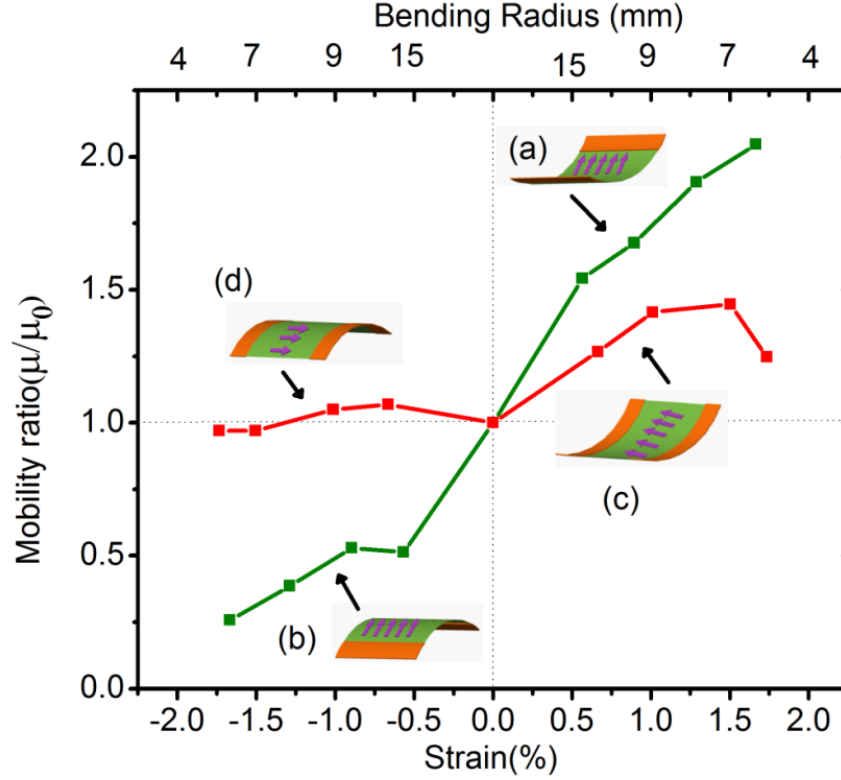 Bending Radius (mm)
4 7 9 15 15 9 7 4
(a)
2.0
1.5
(d)
Mobility ratio(μ/μ0)
1.0
(c)
0.5
(b)
0.0
-2.0 -1.5 -1.0 -0.5 0.0 0.5 1.0 1.5 2.0
Strain(%)